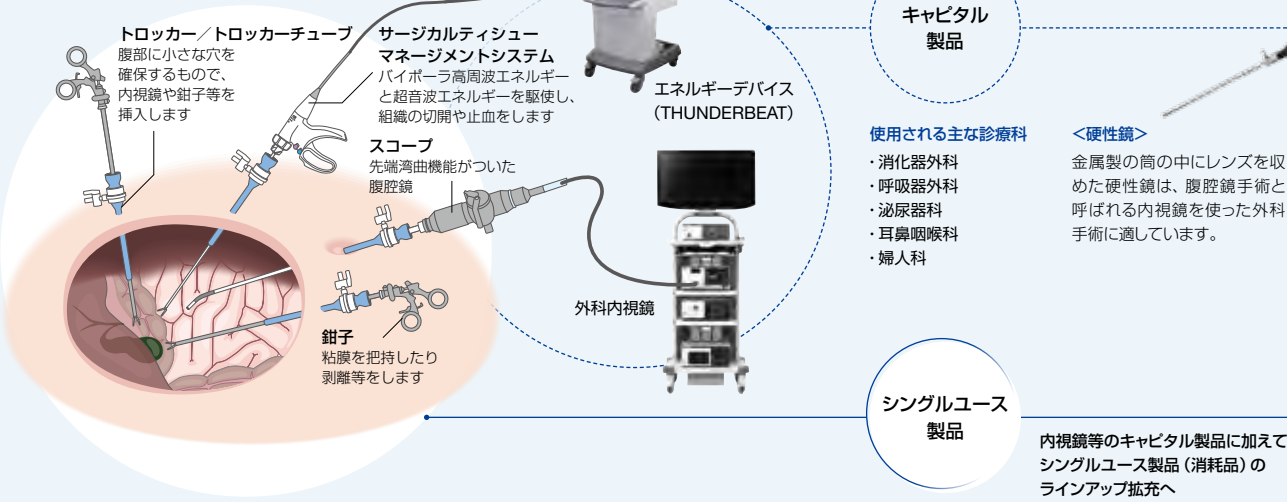 トロッカー／トロッカーチューブ
腹部に小さな穴を
確保するもので、
内視鏡や鉗子等を
挿入します
サージカルティシュー
マネージメントシステム
バイポーラ高周波エネルギー
と超音波エネルギーを駆使し、
組織の切開や止血をします
スコープ
先端湾曲機能がついた
腹腔鏡
鉗子
粘膜を把持したり
剥離等をします
エネルギーデバイス
（THUNDERBEAT）
外科内視鏡
キャピタル
製品
使用される主な診療科
・消化器外科
・呼吸器外科
・泌尿器科
・耳鼻咽喉科
・婦人科
＜硬性鏡＞
金属製の筒の中にレンズを収
めた硬性鏡は、腹腔鏡手術と
呼ばれる内視鏡を使った外科
手術に適しています。
シングルユース
製品
内視鏡等のキャピタル製品に加えて
シングルユース製品（消耗品）の
ラインアップ拡充へ